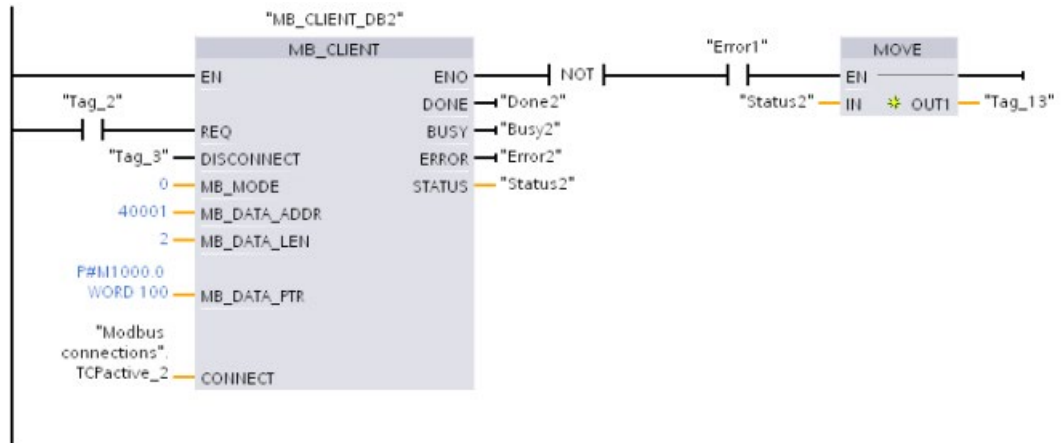 "MB_CLIENT_DB2"
MB_CLIENT
"Error1"
MOVE
EN
ENO
NOT
EN
"Tag_2"
DONE
"Done2"
"Status2"
IN
OUT1
"Tag_13"
REQ
BUSY
"Busy2"
"Tag_3"
DISCONNECT
ERROR
"Error2"
0
MB_MODE
STATUS
"Status2"
40001
MB_DATA_ADDR
2
MB_DATA_LEN
P#M1000.0
WORD 100
MB_DATA_PTR
"Modbus
connections".
TCPactive_2
CONNECT